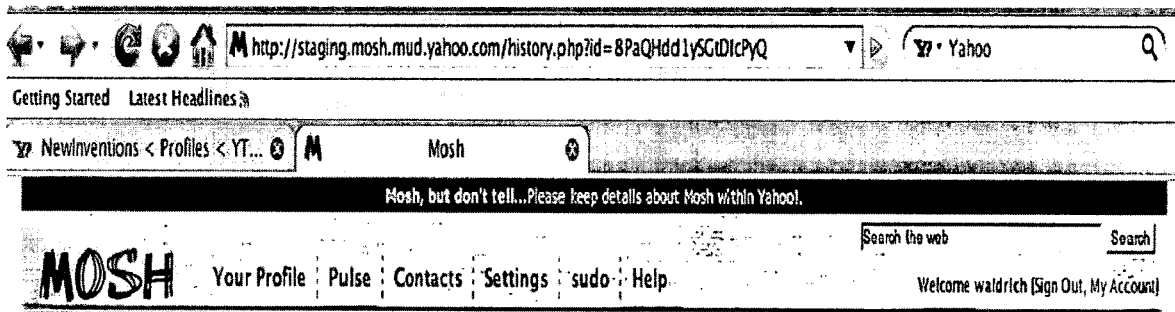 M http://staging.mosh.mud.yahoo.com/history.php?id=8PaQHdd1ySGtDIcPyQ Y! Yahoo
Getting Started Latest Headlines
Y! NewInventions < Profiles < YT... M Mosh
Mosh, but don't tell...Please keep details about Mosh within Yahoo!.
Search the web Search
MOSH Your Profile Pulse Contacts Settings sudo Help
Welcome waldrich [Sign Out, My Account]